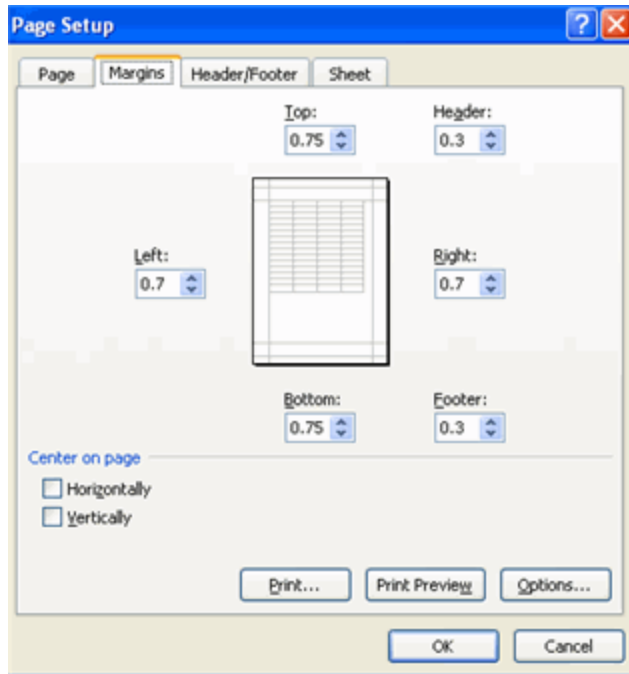 Page Setup
Page Margins Header/Footer Sheet
Top: Header:
0.75 0.3
Left: Right:
0.7 0.7
Bottom: Footer:
0.75 0.3
Center on page
Horizontally
Vertically
Print... Print Preview Options...
OK Cancel